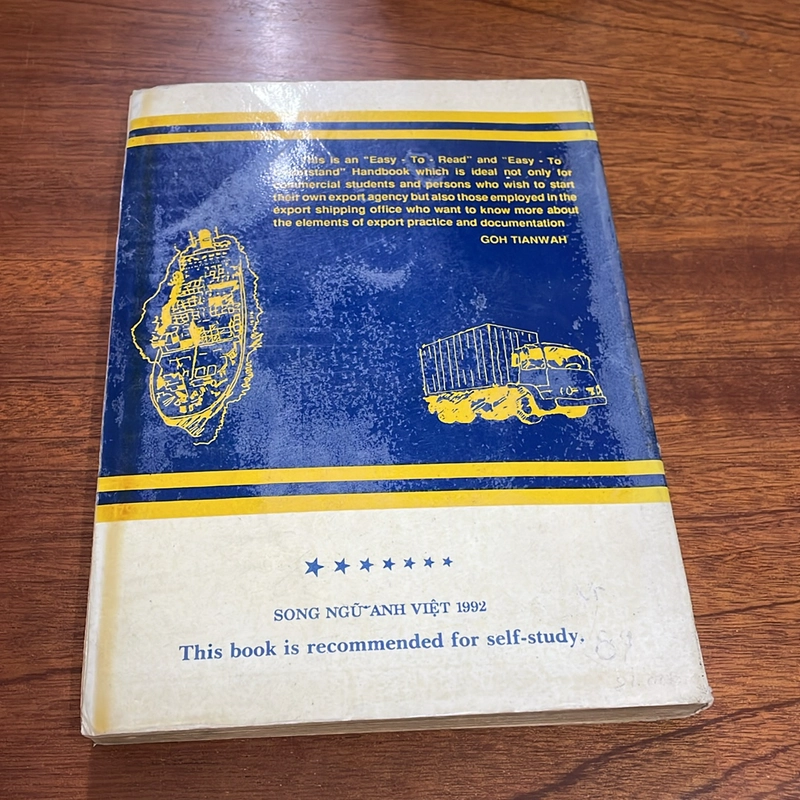 This is an "Easy - To - Read" and "Easy - To
Understand" Handbook which is ideal not only for
commercial students and persons who wish to start
their own export agency but also those employed in the
export shipping office who want to know more about
the elements of export practice and documentation
GOH TIANWAH
SONG NGỮ ANH VIỆT 1992
This book is recommended for self-study.